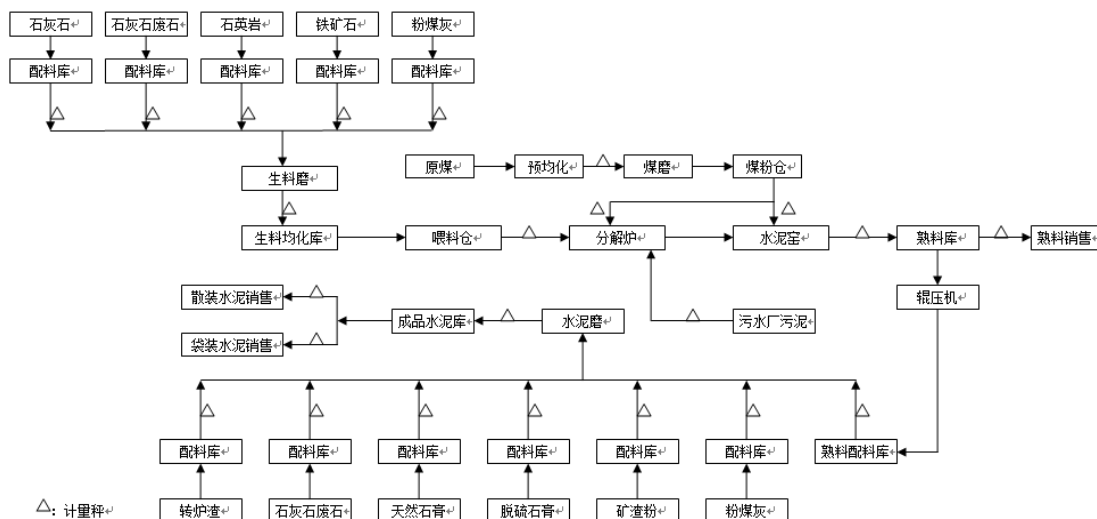 石灰石
石灰石废石
石英岩
铁矿石
粉煤灰
配料库
配料库
配料库
配料库
配料库
原煤
预均化
煤磨
煤粉仓
生料磨
生料均化库
喂料仓
分解炉
水泥窑
熟料库
熟料销售
散装水泥销售
辊压机
成品水泥库
水泥磨
污水厂污泥
袋装水泥销售
配料库
配料库
配料库
配料库
配料库
配料库
熟料配料库
△：计量秤
转炉渣
石灰石废石
天然石膏
脱硫石膏
矿渣粉
粉煤灰